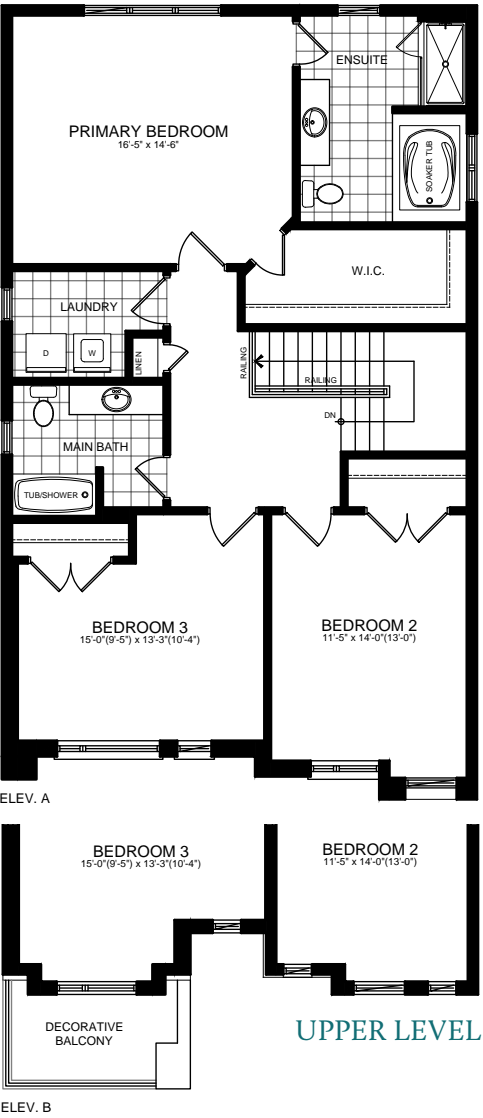 ENSUITE
PRIMARY BEDROOM
16'-5" x 14'-6"
SOAKER TUB
W.I.C.
LAUNDRY
D
W
LINEN
RAILING
RAILING
DN
MAIN BATH
TUB/SHOWER
BEDROOM 3
15'-0"(9'-5") x 13'-3"(10'-4")
BEDROOM 2
11'-5" x 14'-0"(13'-0")
ELEV. A
BEDROOM 3
15'-0"(9'-5") x 13'-3"(10'-4")
BEDROOM 2
11'-5" x 14'-0"(13'-0")
DECORATIVE
BALCONY
UPPER LEVEL
ELEV. B